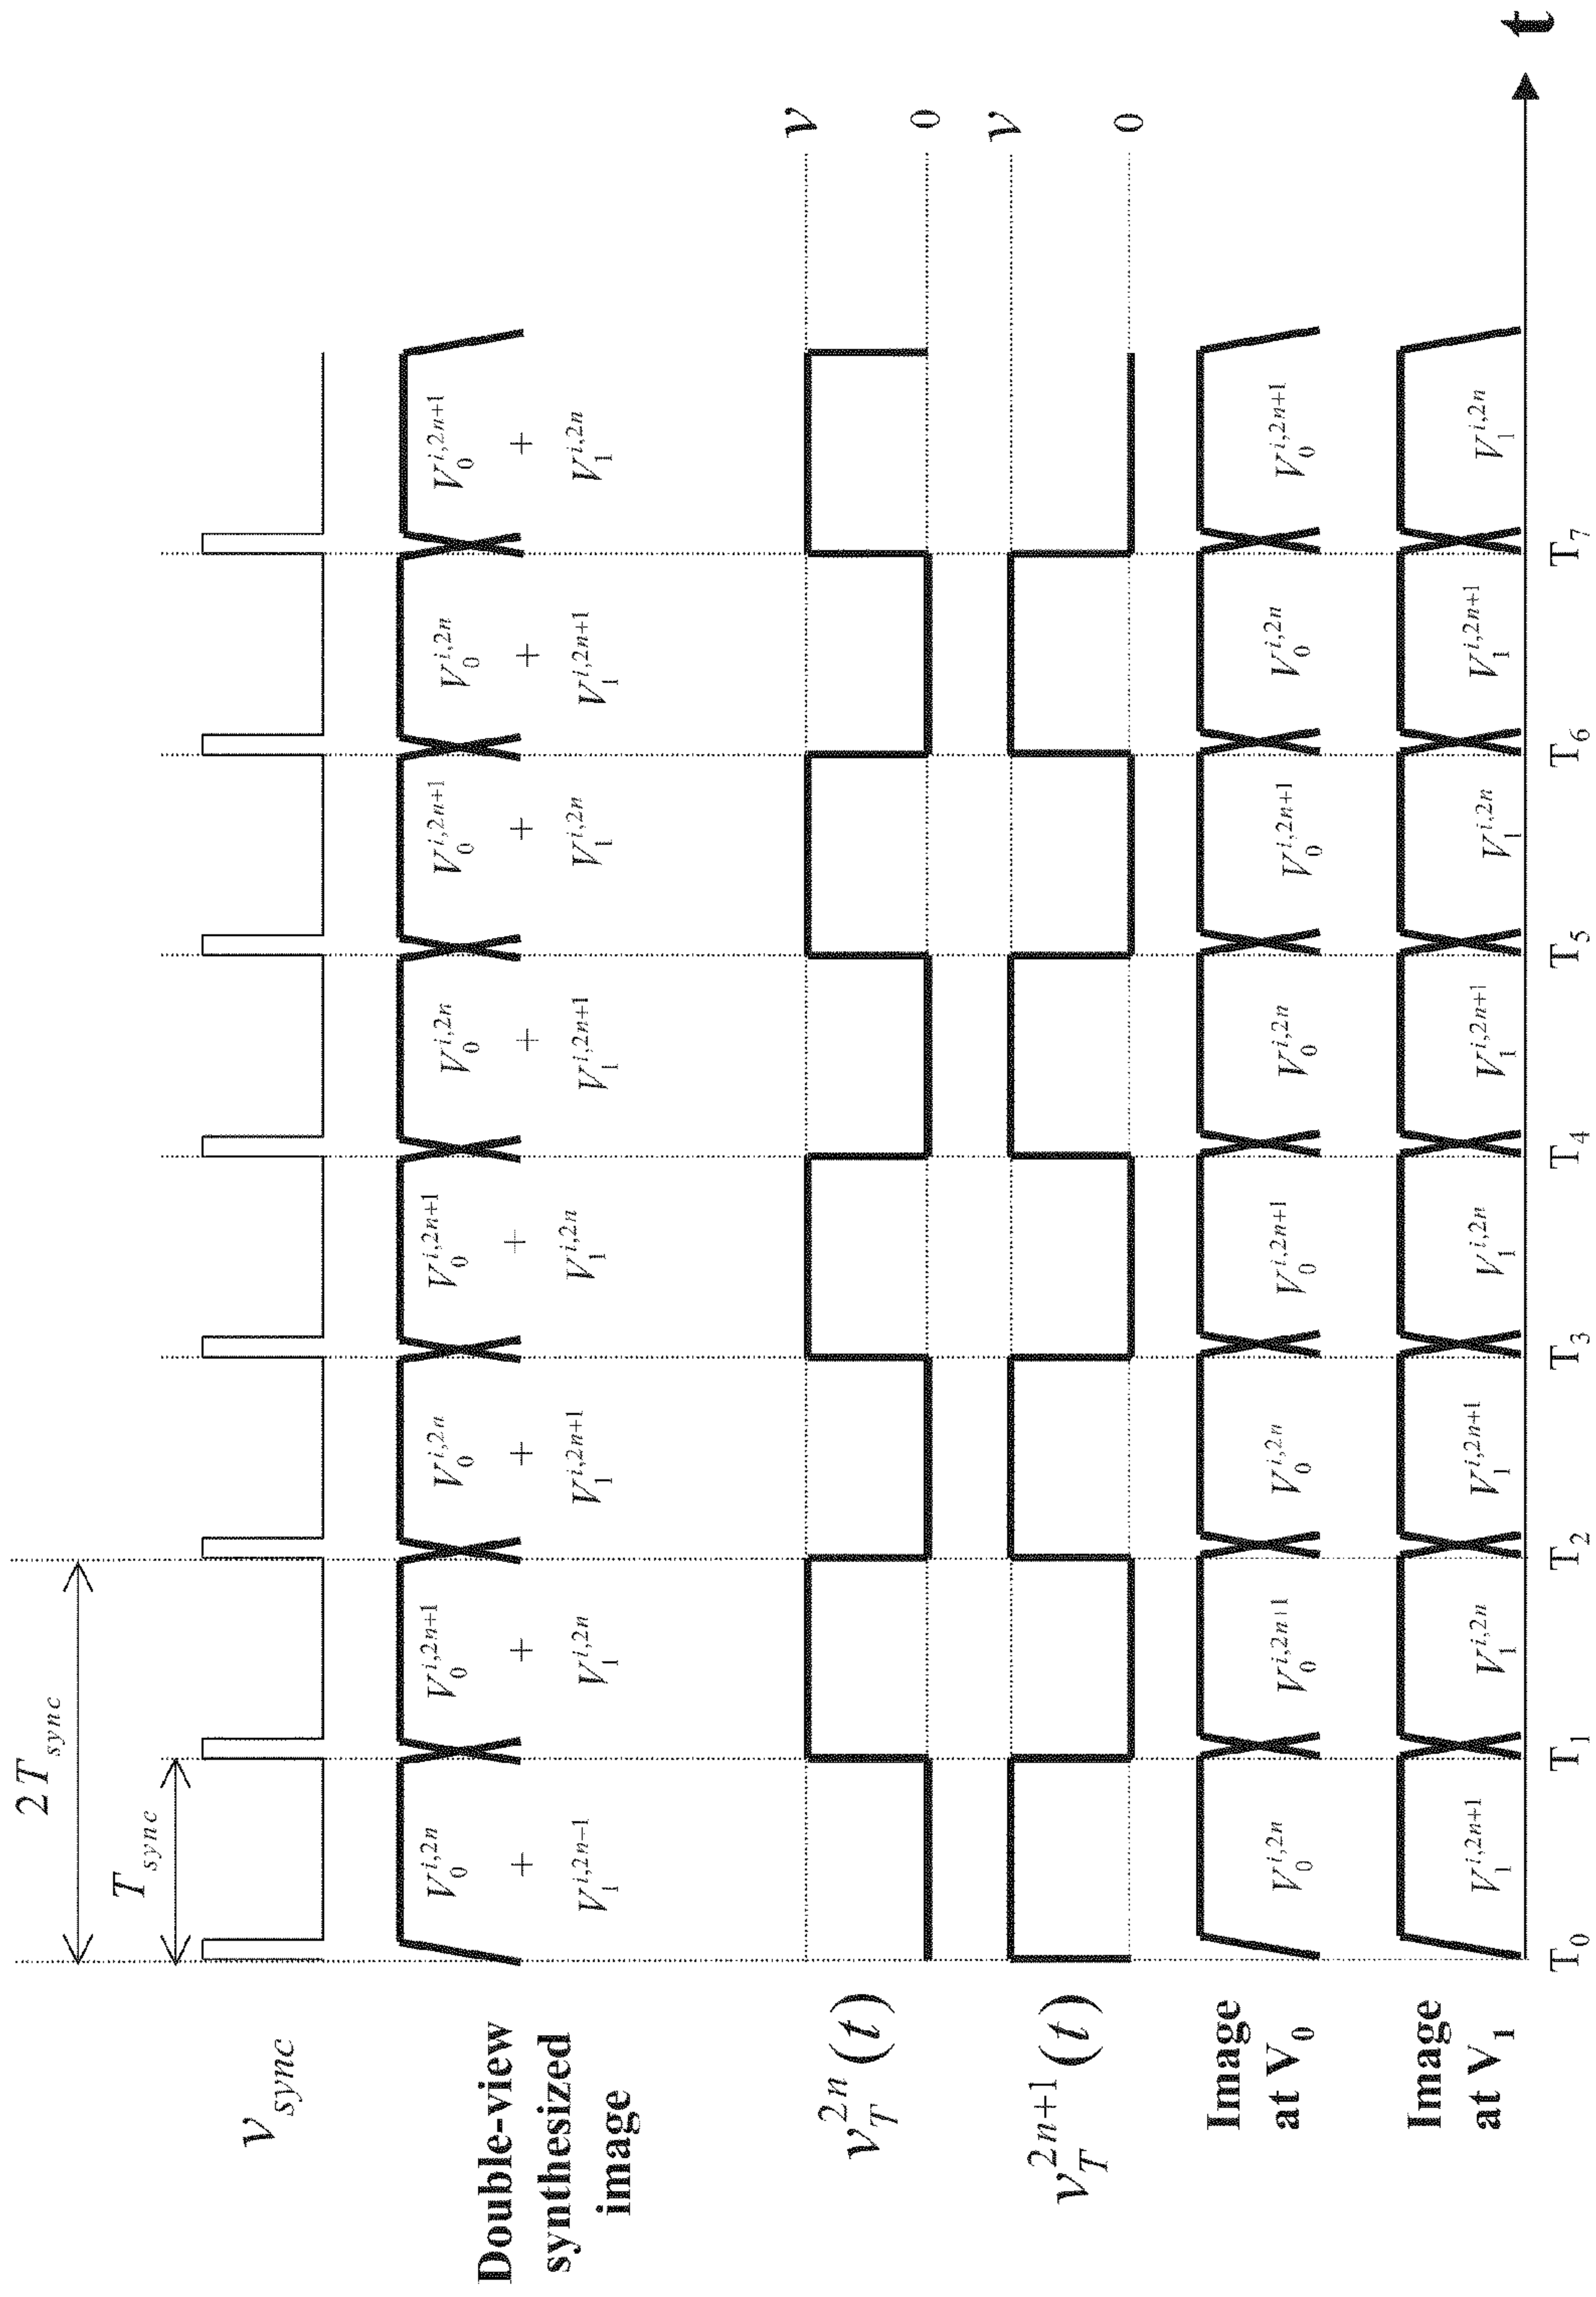 2T_sync
T_sync
v_sync
Double-view
synthesized
image
V_0^{i,2n} + V_1^{i,2n−1}
V_0^{i,2n+1} + V_1^{i,2n}
V_0^{i,2n} + V_1^{i,2n+1}
V_0^{i,2n+1} + V_1^{i,2n}
V_0^{i,2n} + V_1^{i,2n+1}
V_0^{i,2n+1} + V_1^{i,2n}
V_0^{i,2n} + V_1^{i,2n+1}
V_0^{i,2n+1} + V_1^{i,2n}
v_T^{2n}(t)
v
0
v_T^{2n+1}(t)
v
0
Image
at V_0
V_0^{i,2n} V_0^{i,2n+1} V_0^{i,2n} V_0^{i,2n+1} V_0^{i,2n} V_0^{i,2n+1} V_0^{i,2n} V_0^{i,2n+1}
Image
at V_1
V_1^{i,2n+1} V_1^{i,2n} V_1^{i,2n+1} V_1^{i,2n} V_1^{i,2n+1} V_1^{i,2n} V_1^{i,2n+1} V_1^{i,2n}
T_0 T_1 T_2 T_3 T_4 T_5 T_6 T_7
t